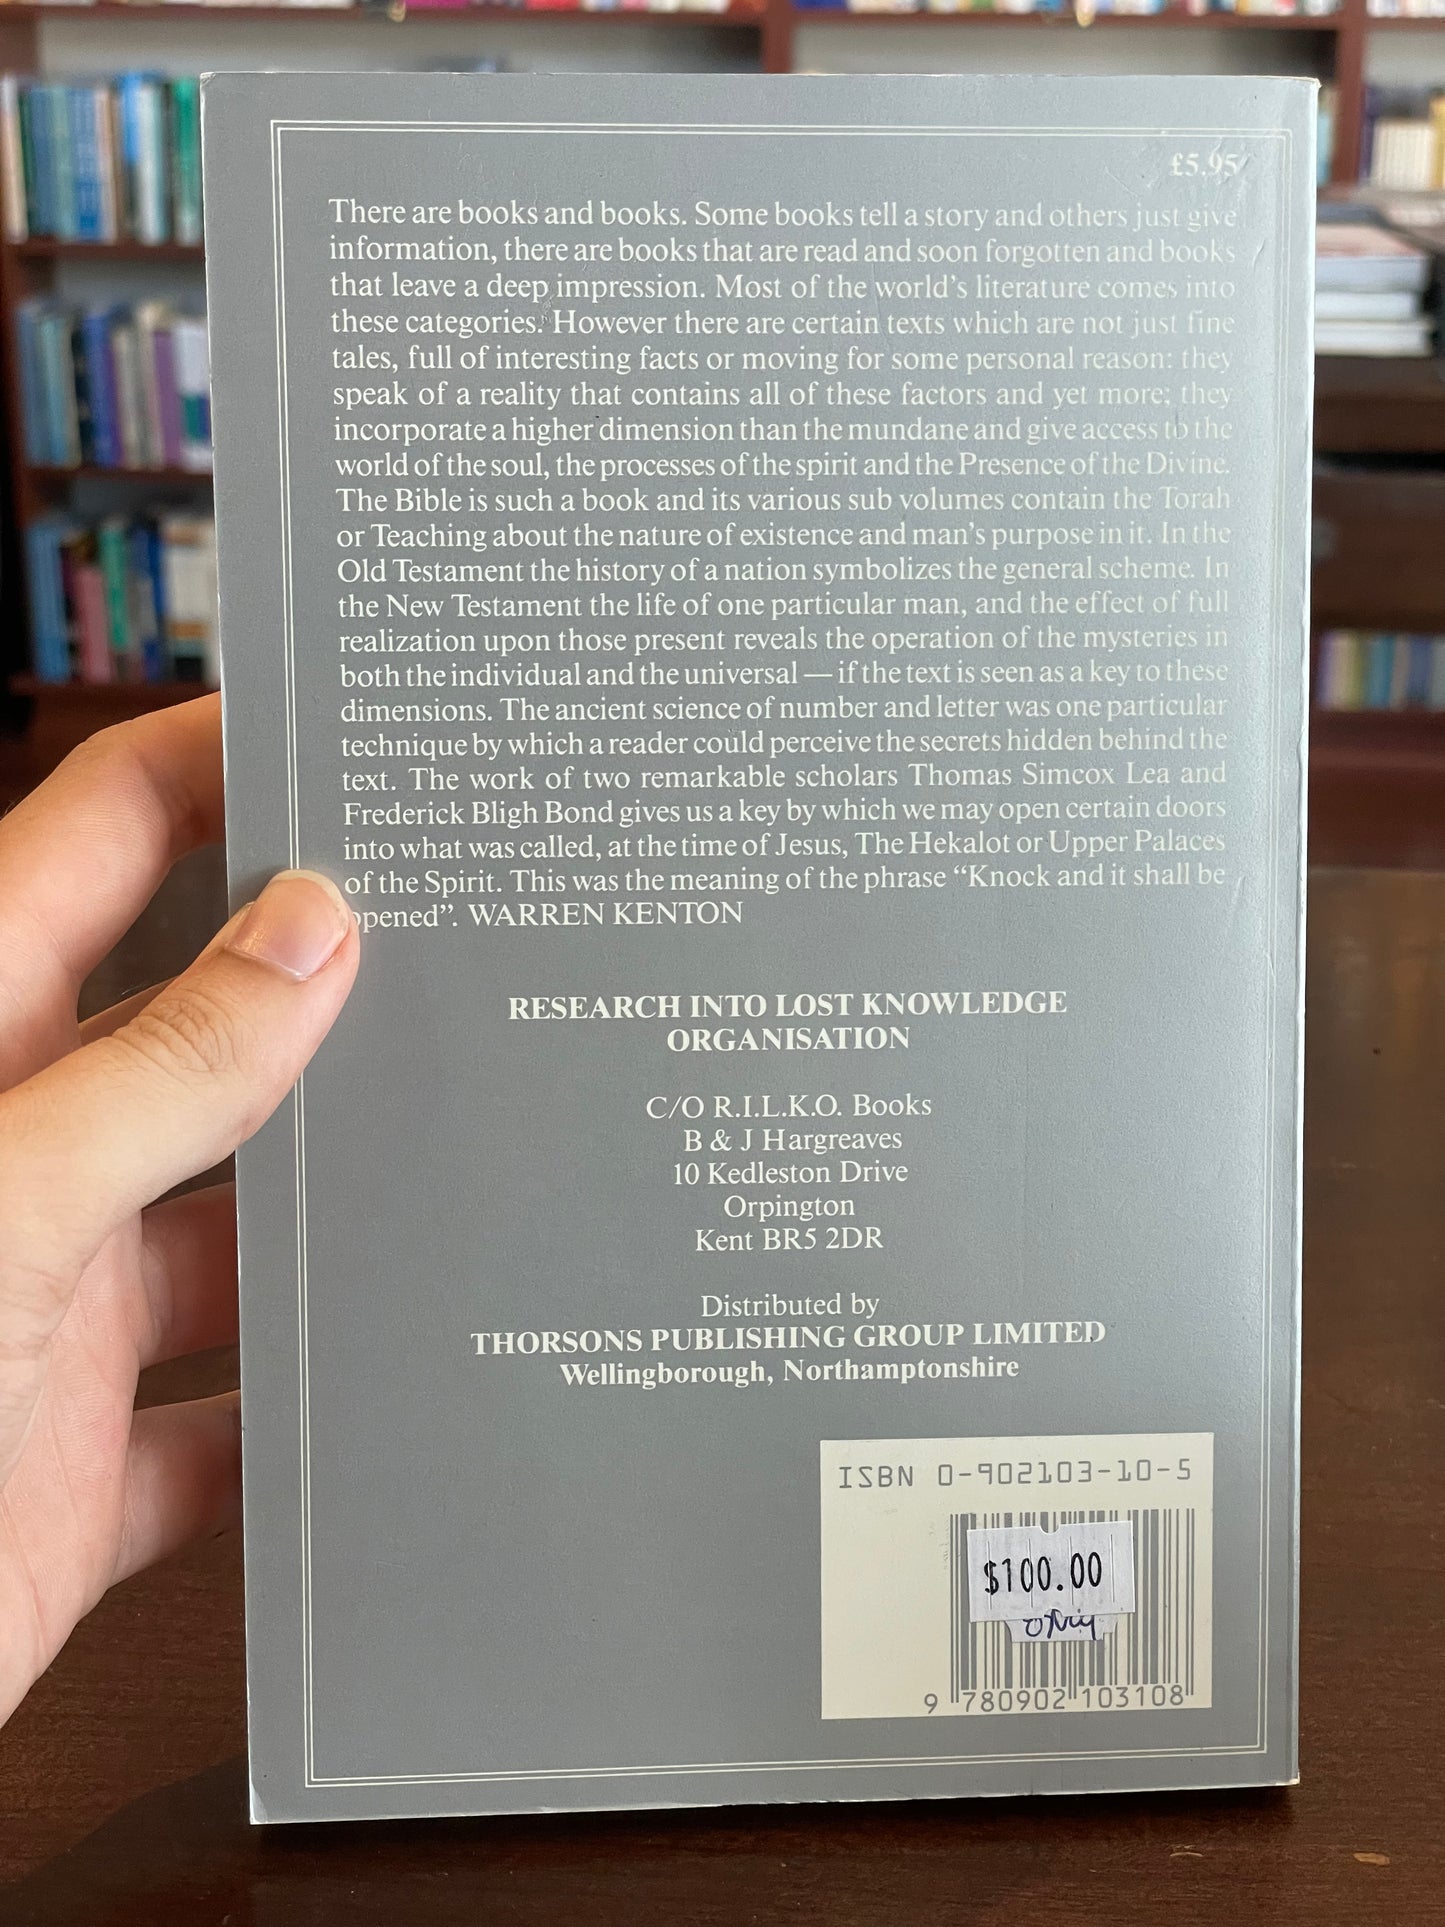 £5.95
There are books and books. Some books tell a story and others just give
information, there are books that are read and soon forgotten and books
that leave a deep impression. Most of the world's literature comes into
these categories. However there are certain texts which are not just fine
tales, full of interesting facts or moving for some personal reason: they
speak of a reality that contains all of these factors and yet more; they
incorporate a higher dimension than the mundane and give access to the
world of the soul, the processes of the spirit and the Presence of the Divine.
The Bible is such a book and its various sub volumes contain the Torah
or Teaching about the nature of existence and man's purpose in it. In the
Old Testament the history of a nation symbolizes the general scheme. In
the New Testament the life of one particular man, and the effect of full
realization upon those present reveals the operation of the mysteries in
both the individual and the universal — if the text is seen as a key to these
dimensions. The ancient science of number and letter was one particular
technique by which a reader could perceive the secrets hidden behind the
text. The work of two remarkable scholars Thomas Simcox Lea and
Frederick Bligh Bond gives us a key by which we may open certain doors
into what was called, at the time of Jesus, The Hekalot or Upper Palaces
of the Spirit. This was the meaning of the phrase “Knock and it shall be
opened”. WARREN KENTON
RESEARCH INTO LOST KNOWLEDGE
ORGANISATION
C/O R.I.L.K.O. Books
B & J Hargreaves
10 Kedleston Drive
Orpington
Kent BR5 2DR
Distributed by
THORSONS PUBLISHING GROUP LIMITED
Wellingborough, Northamptonshire
ISBN 0-902103-10-5
$100.00
9 780902 103108